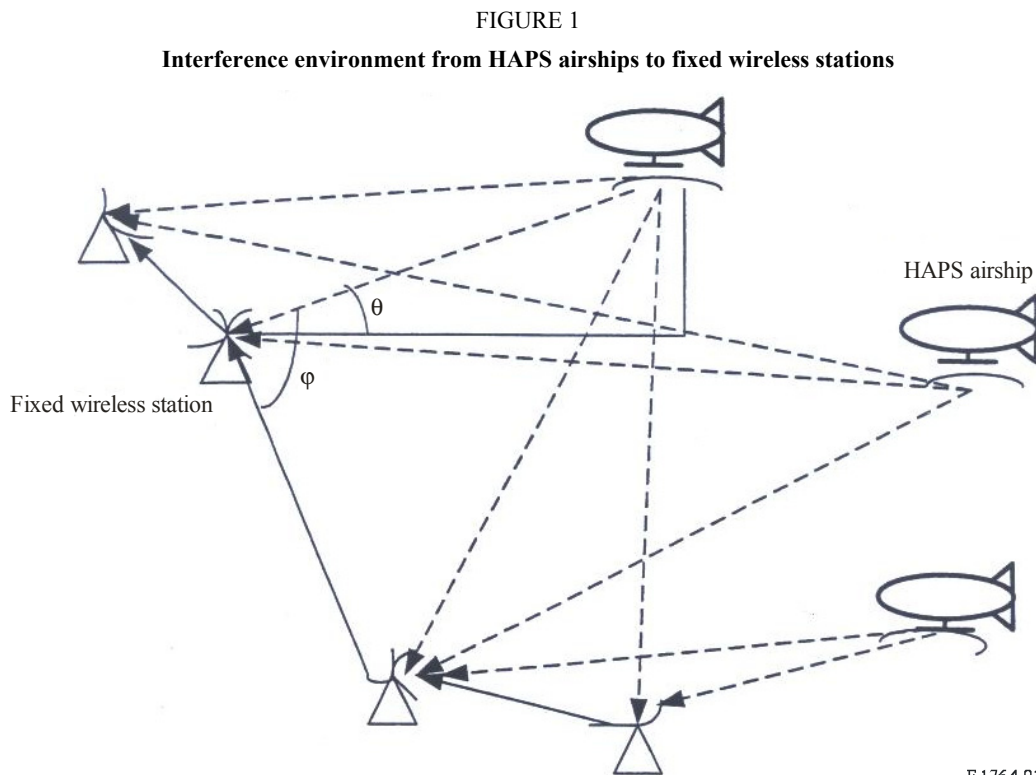 FIGURE 1
Interference environment from HAPS airships to fixed wireless stations
HAPS airship
θ
φ
Fixed wireless station